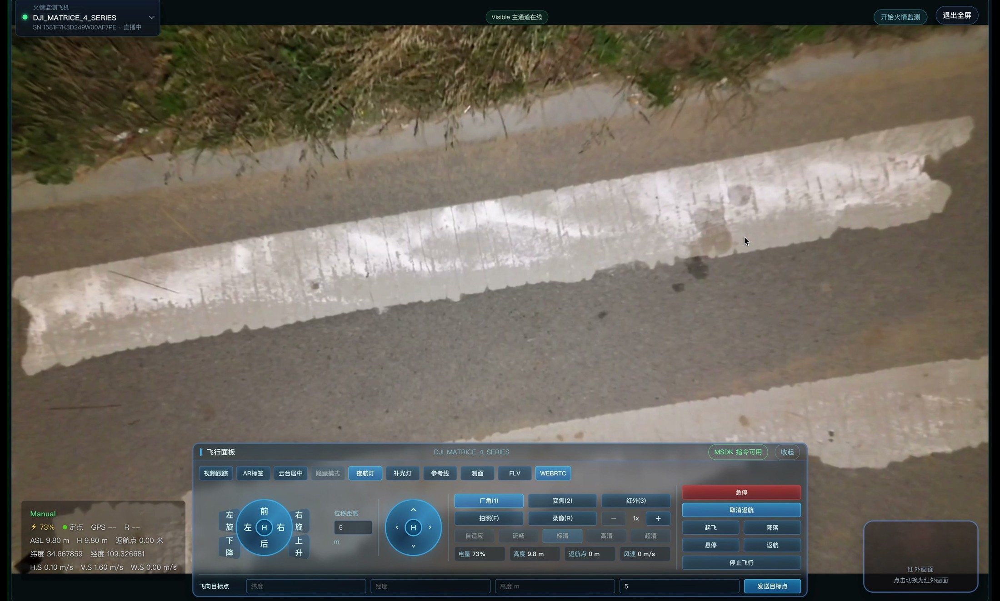 火情监测飞机
DJI_MATRICE_4_SERIES
SN 1581F7K3D249W00AF7PE · 直播中
Visible 主通道在线
开始火情监测
退出全屏
飞行面板
DJI_MATRICE_4_SERIES
MSDK 指令可用
收起
视频跟踪 AR标签 云台居中 隐藏模式 夜航灯 补光灯 参考线 测面 FLV WEBRTC
左旋
前
右旋
左 H 右
下降
后
上升
位移距离
5
m
H
广角(1) 变焦(2) 红外(3)
拍照(F) 录像(R) — 1x +
自适应 流畅 标清 高清 超清
电量 73% 高度 9.8 m 返航点 0 m 风速 0 m/s
急停
取消返航
起飞 降落
悬停 返航
停止飞行
飞向目标点 纬度 经度 高度 m 5 发送目标点
Manual
73% 定点 GPS –– R ––
ASL 9.80 m H 9.80 m 返航点 0.00 米
纬度 34.667859 经度 109.326681
H.S 0.10 m/s V.S 1.60 m/s W.S 0.00 m/s
红外画面
点击切换为红外画面